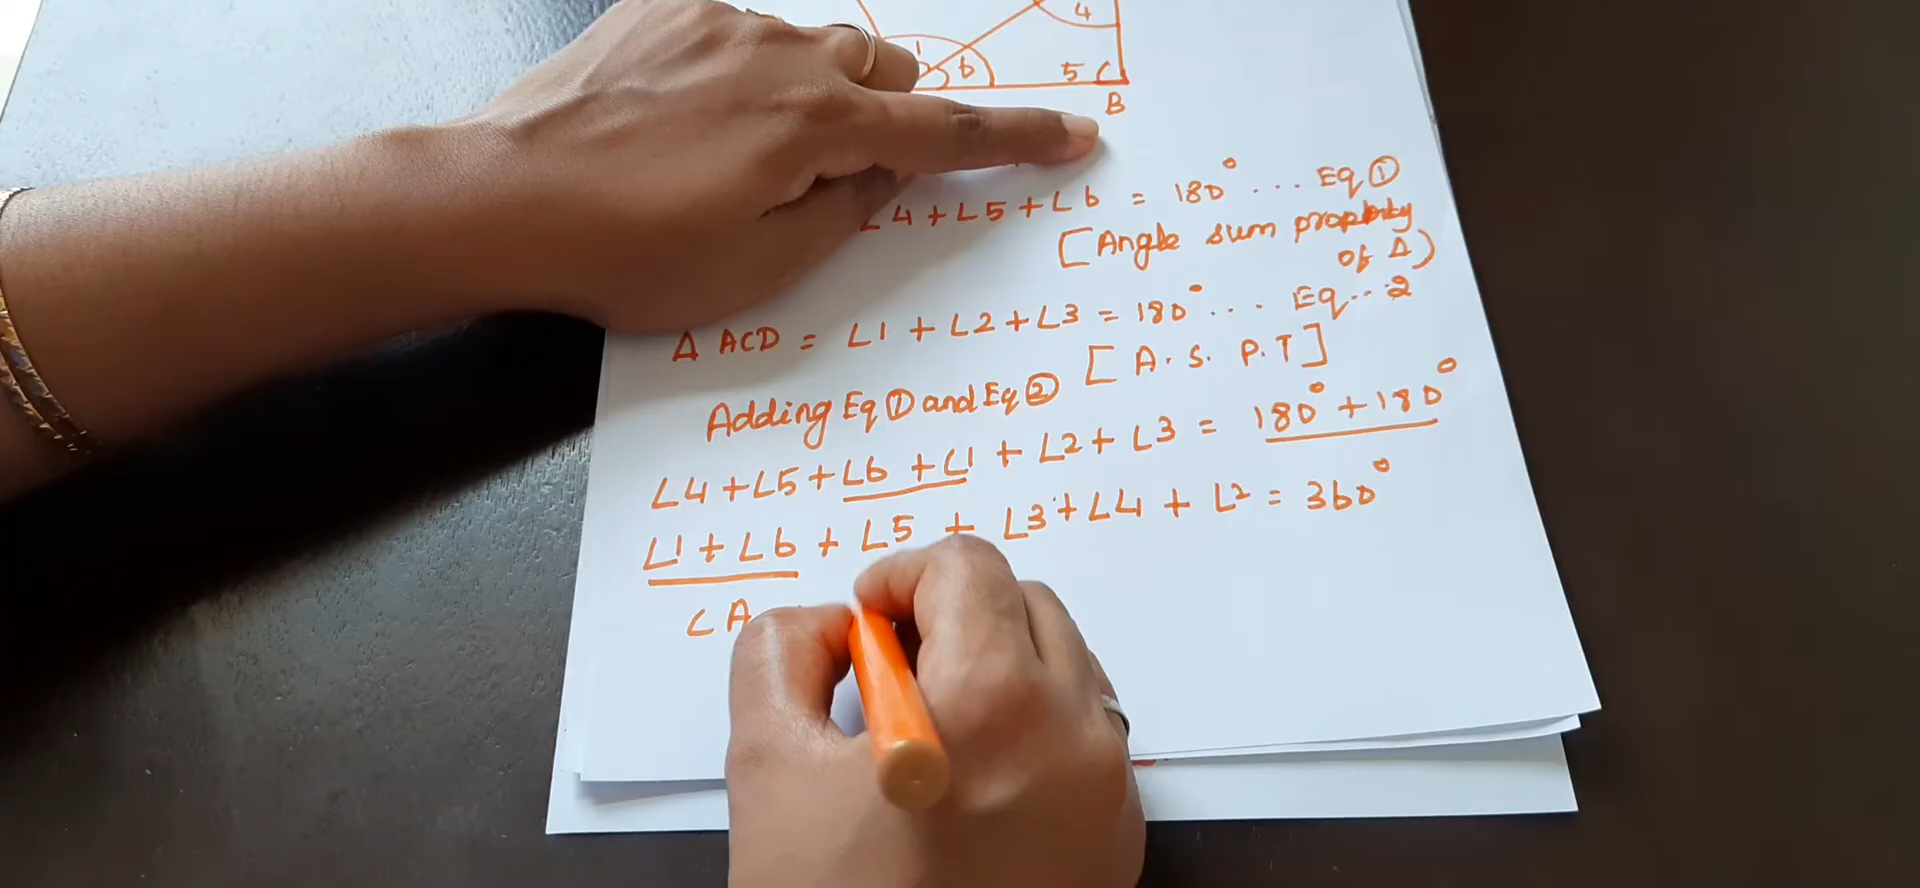 4
1 6 5
B
∠4 + ∠5 + ∠6 = 180° ... Eq ①
[Angle sum property
of Δ)
Δ ACD = ∠1 + ∠2 + ∠3 = 180° ... Eq ... 2
[A. S. P. T]
Adding Eq ① and Eq ②
∠4 + ∠5 + ∠6 + ∠1 + ∠2 + ∠3 = 180° + 180°
∠1 + ∠6 + ∠5 + ∠3 + ∠4 + ∠2 = 360°
∠A